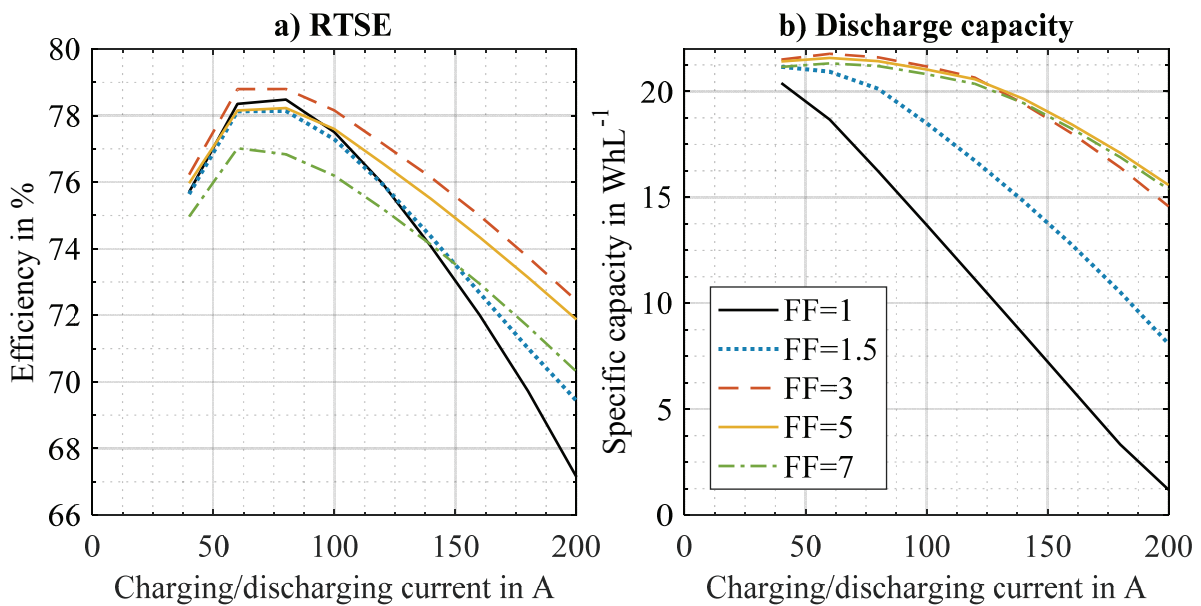 a) RTSE
80
78
76
74
72
70
68
66
0
50
100
150
200
Efficiency in %
Charging/discharging current in A
b) Discharge capacity
20
15
10
5
0
0
50
100
150
200
Specific capacity in WhL⁻¹
Charging/discharging current in A
FF=1
FF=1.5
FF=3
FF=5
FF=7